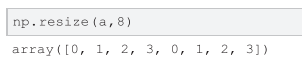 np.resize(a,8)
array([0, 1, 2, 3, 0, 1, 2, 3])